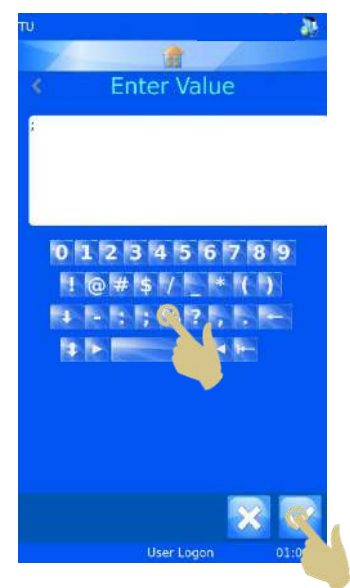 TU
Enter Value
;
0 1 2 3 4 5 6 7 8 9
! @ # $ / _ * ( )
- : ; % ? , .
User Logon 01:0